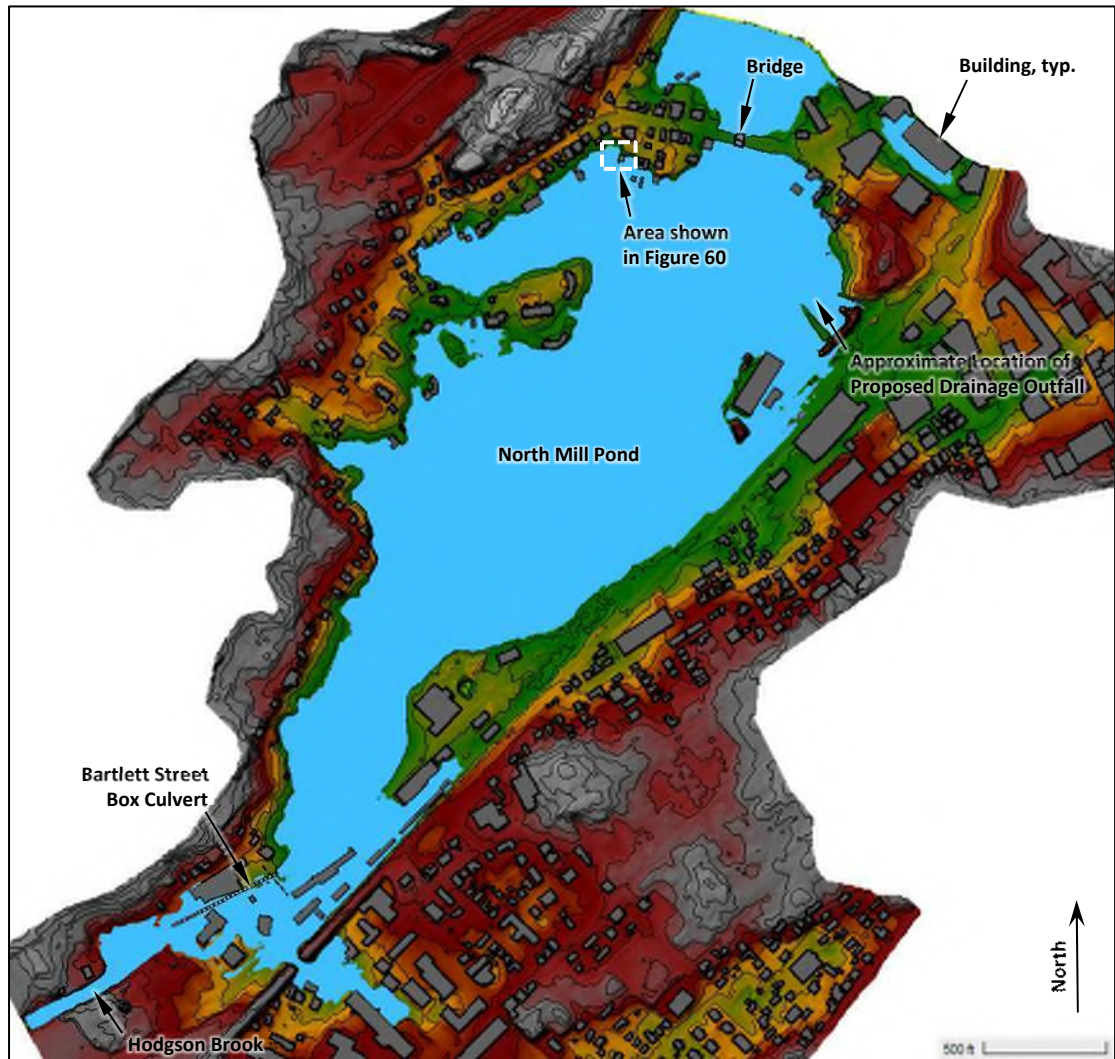 Bridge
Building, typ.
Area shown
in Figure 60
Approximate Location of
Proposed Drainage Outfall
North Mill Pond
Bartlett Street
Box Culvert
North
Hodgson Brook
500 ft